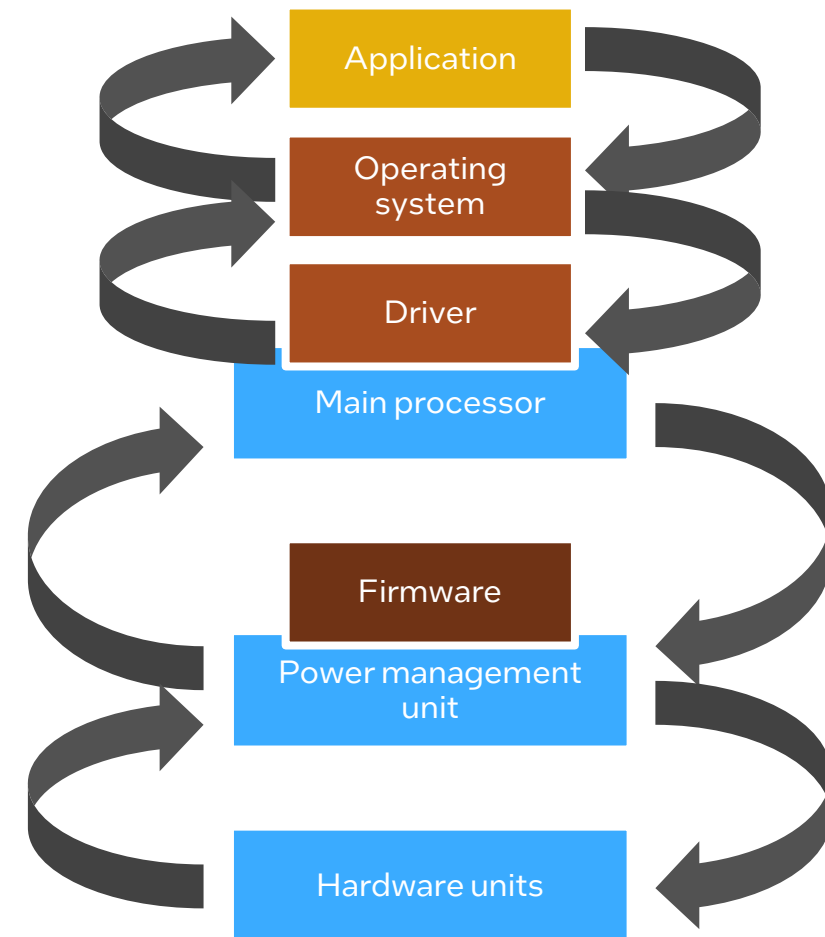 Application
Operating
system
Driver
Main processor
Firmware
Power management
unit
Hardware units